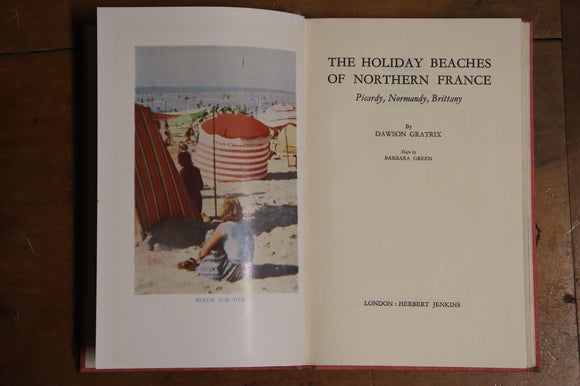 BERCK SUR MER
THE HOLIDAY BEACHES
OF NORTHERN FRANCE
Picardy, Normandy, Brittany
By
DAWSON GRATRIX
Maps by
BARBARA GREEN
LONDON : HERBERT JENKINS